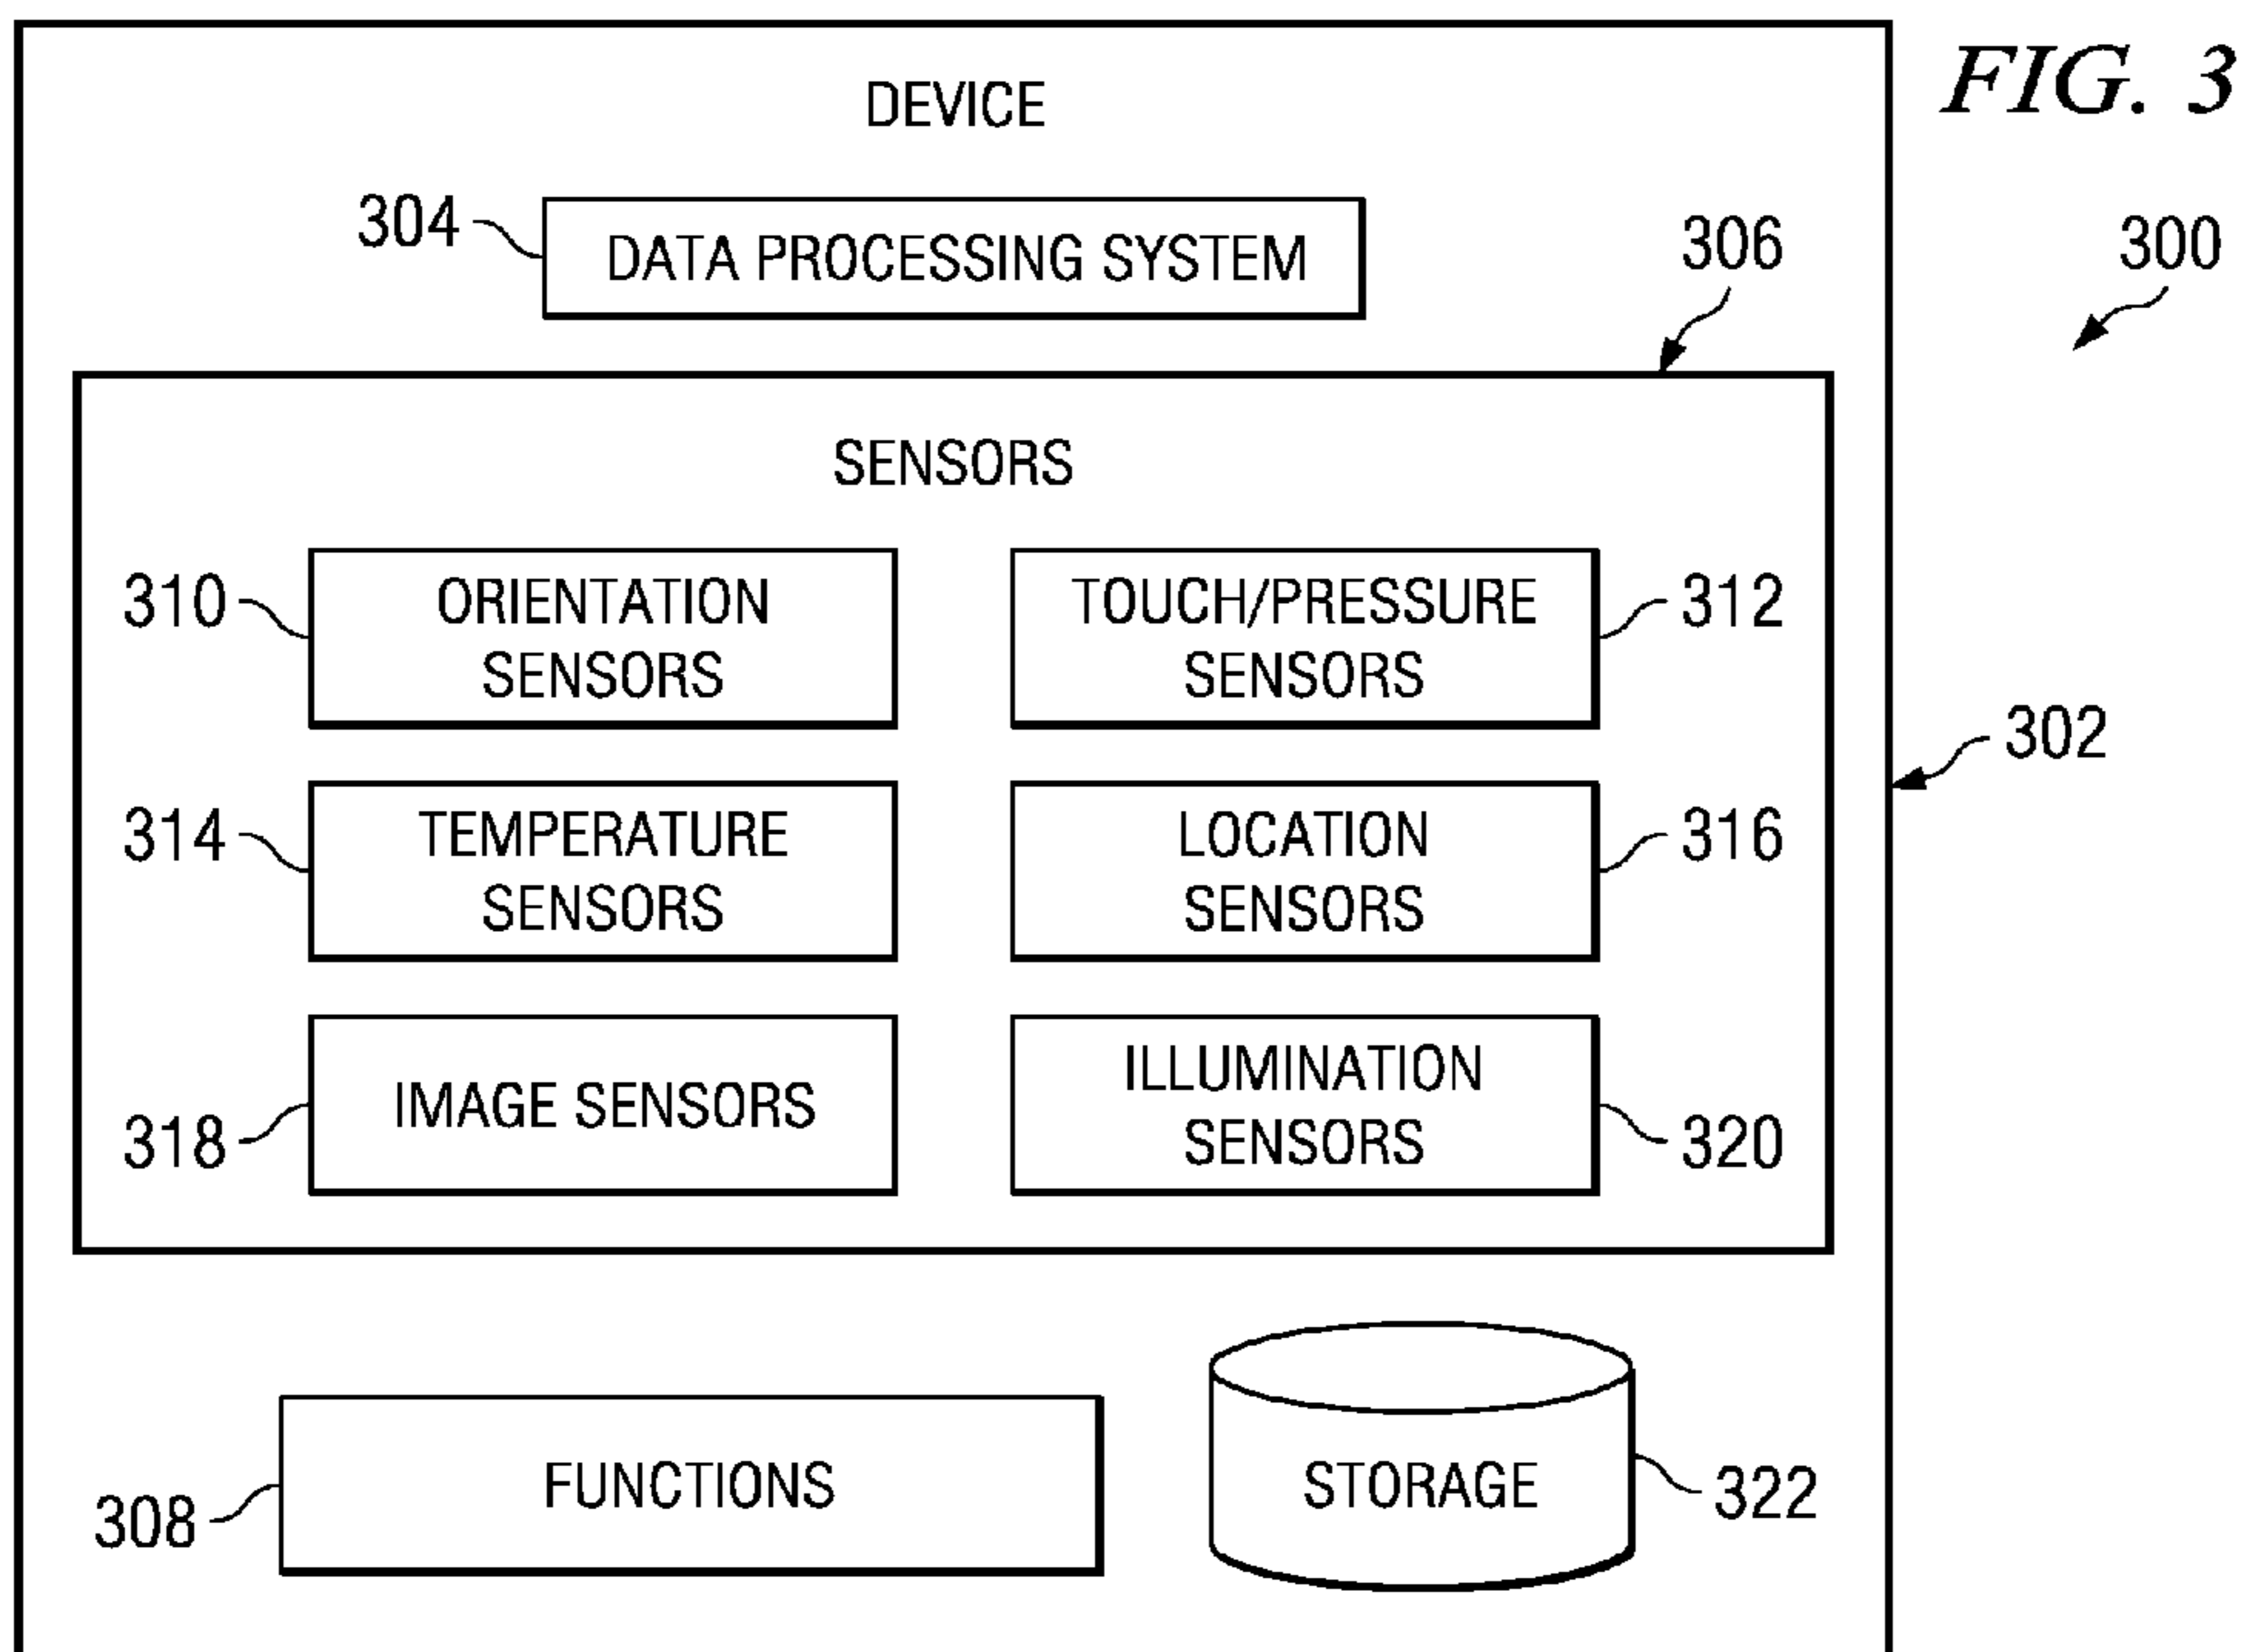 FIG. 3
DEVICE
304
DATA PROCESSING SYSTEM
306
300
SENSORS
310
ORIENTATION
SENSORS
TOUCH/PRESSURE
SENSORS
312
302
314
TEMPERATURE
SENSORS
LOCATION
SENSORS
316
318
IMAGE SENSORS
ILLUMINATION
SENSORS
320
308
FUNCTIONS
STORAGE
322